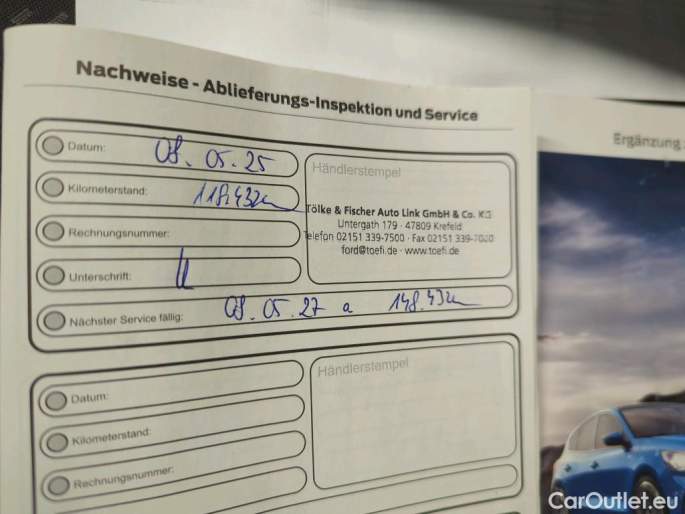 Nachweise - Ablieferungs-Inspektion und Service
Datum: 08.05.25
Kilometerstand: 118.432
Rechnungsnummer:
Unterschrift:
Nächster Service fällig: 08.05.27 a 148.432
Händlerstempel
Tölke & Fischer Auto Link GmbH & Co. KG
Untergath 179 · 47809 Krefeld
Telefon 02151 339-7500 · Fax 02151 339-7000
ford@toefi.de · www.toefi.de
Datum:
Kilometerstand:
Rechnungsnummer:
Händlerstempel
Ergänzung
CarOutlet.eu